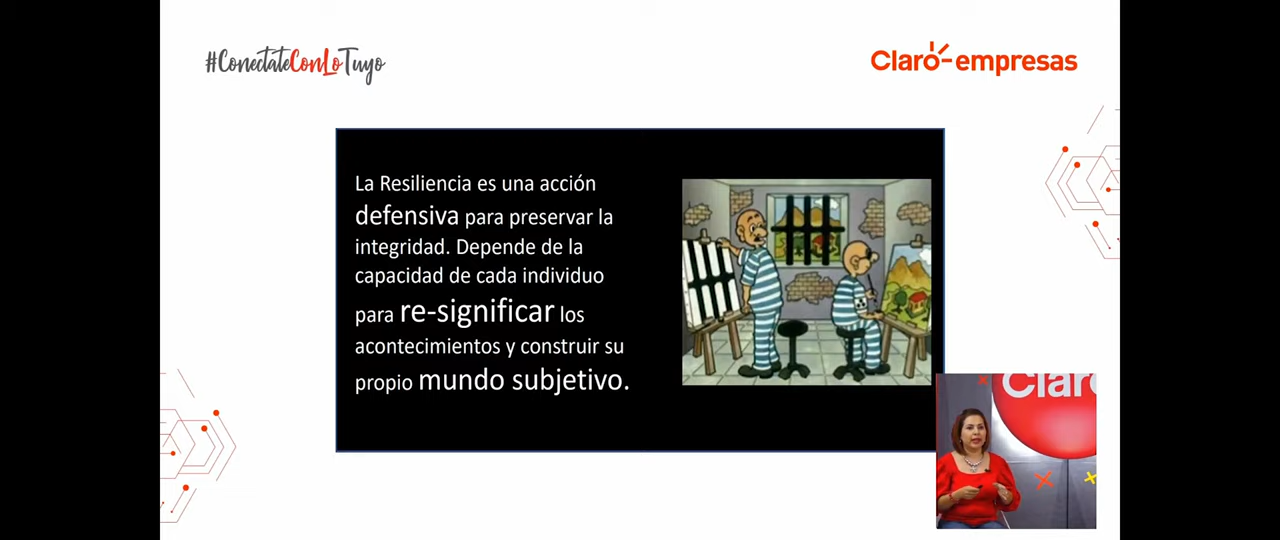 #ConectateConLoTuyo
Claro-empresas
La Resiliencia es una acción
defensiva para preservar la
integridad. Depende de la
capacidad de cada individuo
para re-significar los
acontecimientos y construir su
propio mundo subjetivo.
Claro